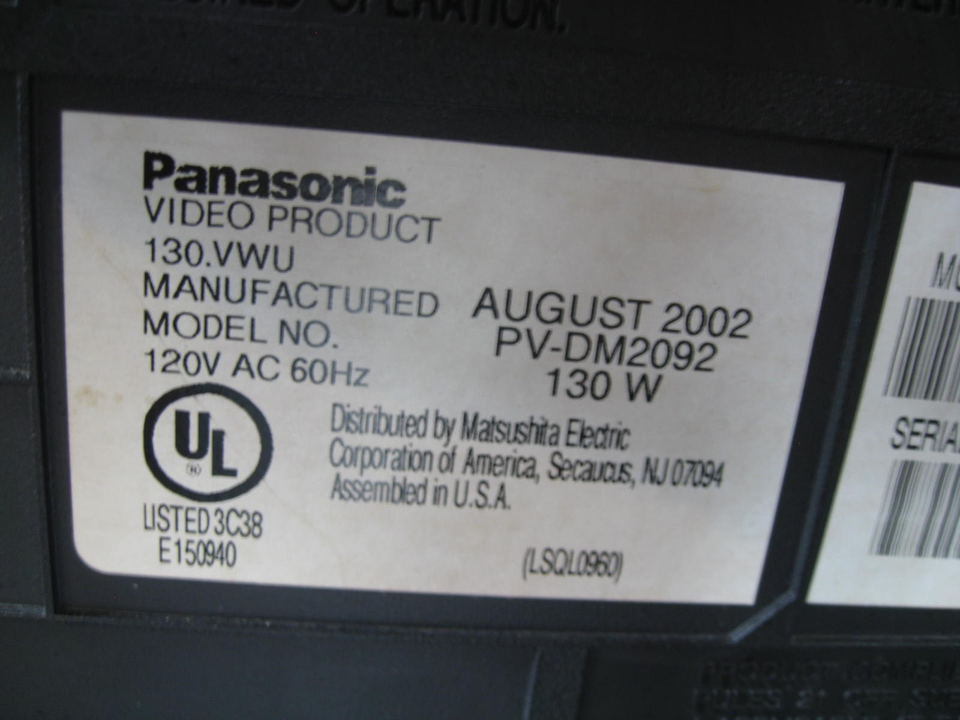 OPERATION.
Panasonic
VIDEO PRODUCT
130.VWU
MANUFACTURED AUGUST 2002
MODEL NO. PV-DM2092
120V AC 60Hz 130 W
UL
®
LISTED 3C38
E150940
Distributed by Matsushita Electric
Corporation of America, Secaucus, NJ 07094
Assembled in U.S.A.
(LSQL0960)